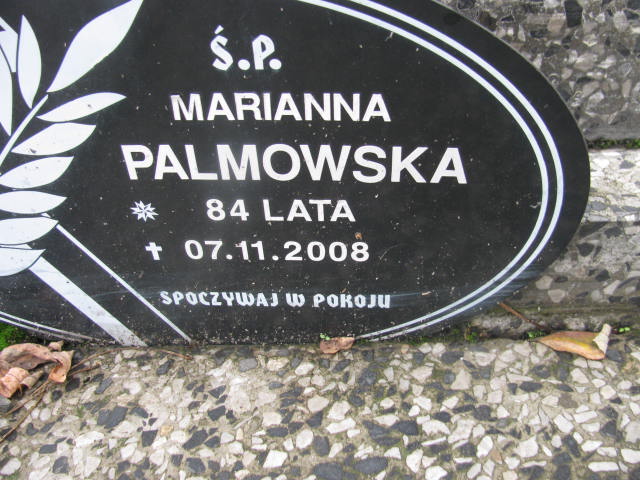 Ś.P.
MARIANNA
PALMOWSKA
84 LATA
07.11.2008
SPOCZYWAJ W POKOJU